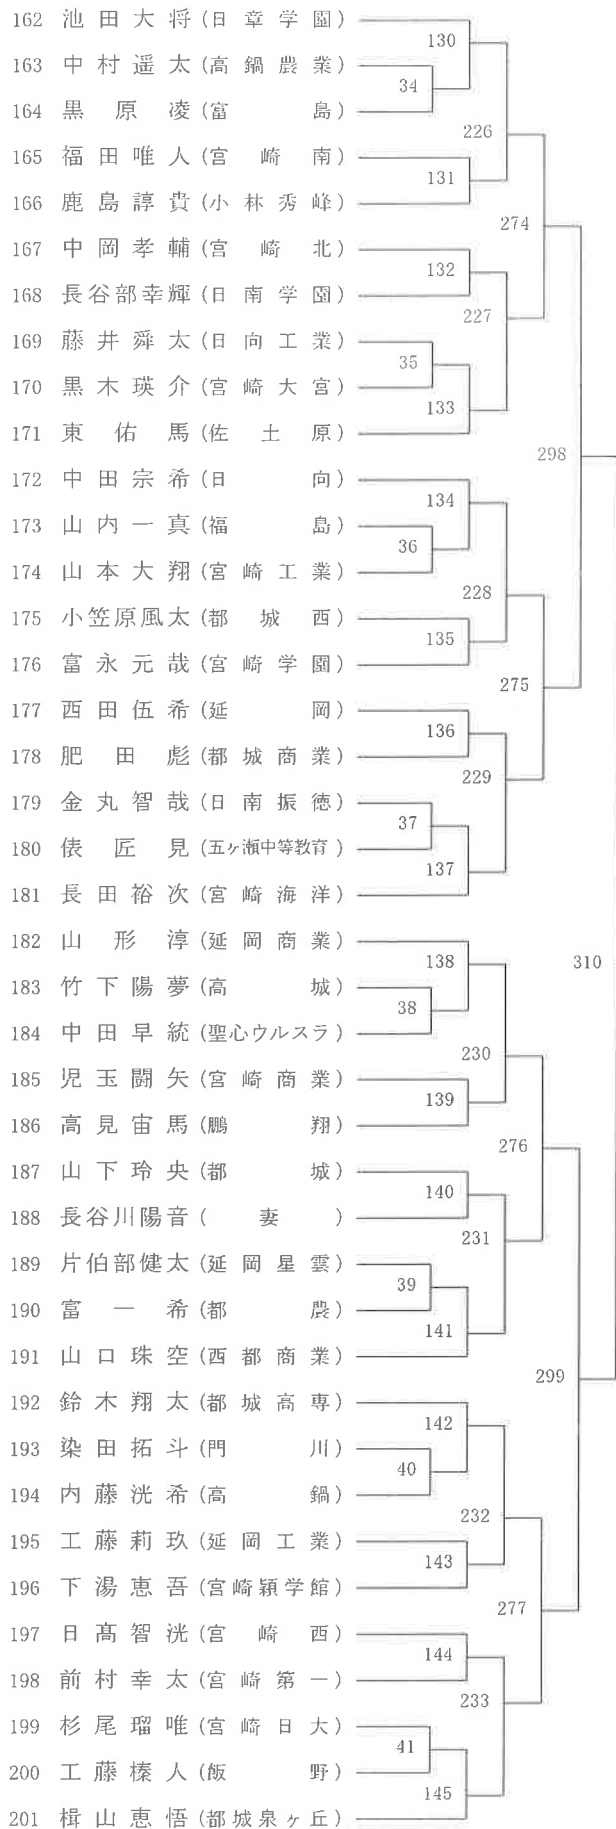 162 池田大将(日章学園)
130
163 中村遥太(高鍋農業)
34
164 黒原凌(富島)
226
165 福田唯人(宮崎南)
131
166 鹿島諄貴(小林秀峰)
274
167 中岡孝輔(宮崎北)
132
168 長谷部幸輝(日南学園)
227
169 藤井舜太(日向工業)
35
170 黒木瑛介(宮崎大宮)
133
171 東佑馬(佐土原)
298
172 中田宗希(日向)
134
173 山内一真(福島)
36
174 山本大翔(宮崎工業)
228
175 小笠原風太(都城西)
135
176 富永元哉(宮崎学園)
275
177 西田伍希(延岡)
136
178 肥田彪(都城商業)
229
179 金丸智哉(日南振徳)
37
180 俵匠見(五ヶ瀬中等教育)
137
181 長田裕次(宮崎海洋)
182 山形淳(延岡商業)
138
310
183 竹下陽夢(高城)
38
184 中田早統(聖心ウルスラ)
230
185 児玉闘矢(宮崎商業)
139
186 高見宙馬(鵬翔)
276
187 山下玲央(都城)
140
188 長谷川陽音(妻)
231
189 片伯部健太(延岡星雲)
39
190 富一希(都農)
141
191 山口珠空(西都商業)
299
192 鈴木翔太(都城高専)
142
193 染田拓斗(門川)
40
194 内藤洸希(高鍋)
232
195 工藤莉玖(延岡工業)
143
196 下湯恵吾(宮崎穎学館)
277
197 日髙智洸(宮崎西)
144
198 前村幸太(宮崎第一)
233
199 杉尾瑠唯(宮崎日大)
41
200 工藤榛人(飯野)
145
201 楫山恵悟(都城泉ヶ丘)